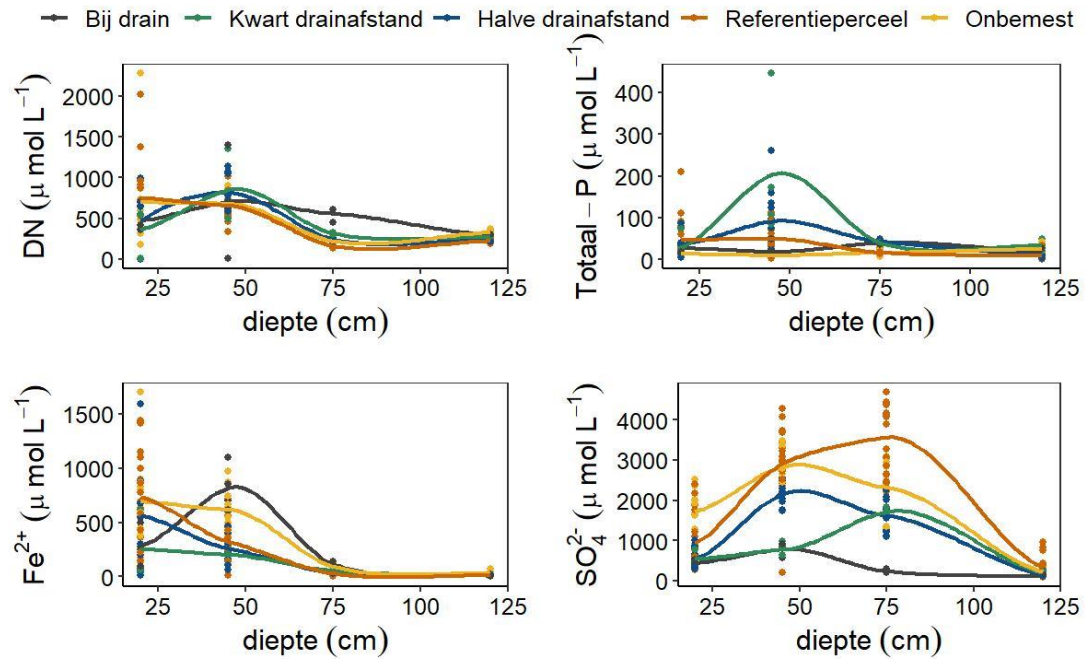 Bij drain Kwart drainafstand Halve drainafstand Referentieperceel Onbemest
DN (μ mol L⁻¹)
2000
1500
1000
500
0
25 50 75 100 125
diepte (cm)
Totaal – P (μ mol L⁻¹)
400
300
200
100
0
25 50 75 100 125
diepte (cm)
Fe²⁺ (μ mol L⁻¹)
1500
1000
500
0
25 50 75 100 125
diepte (cm)
SO₄²⁻ (μ mol L⁻¹)
4000
3000
2000
1000
0
25 50 75 100 125
diepte (cm)